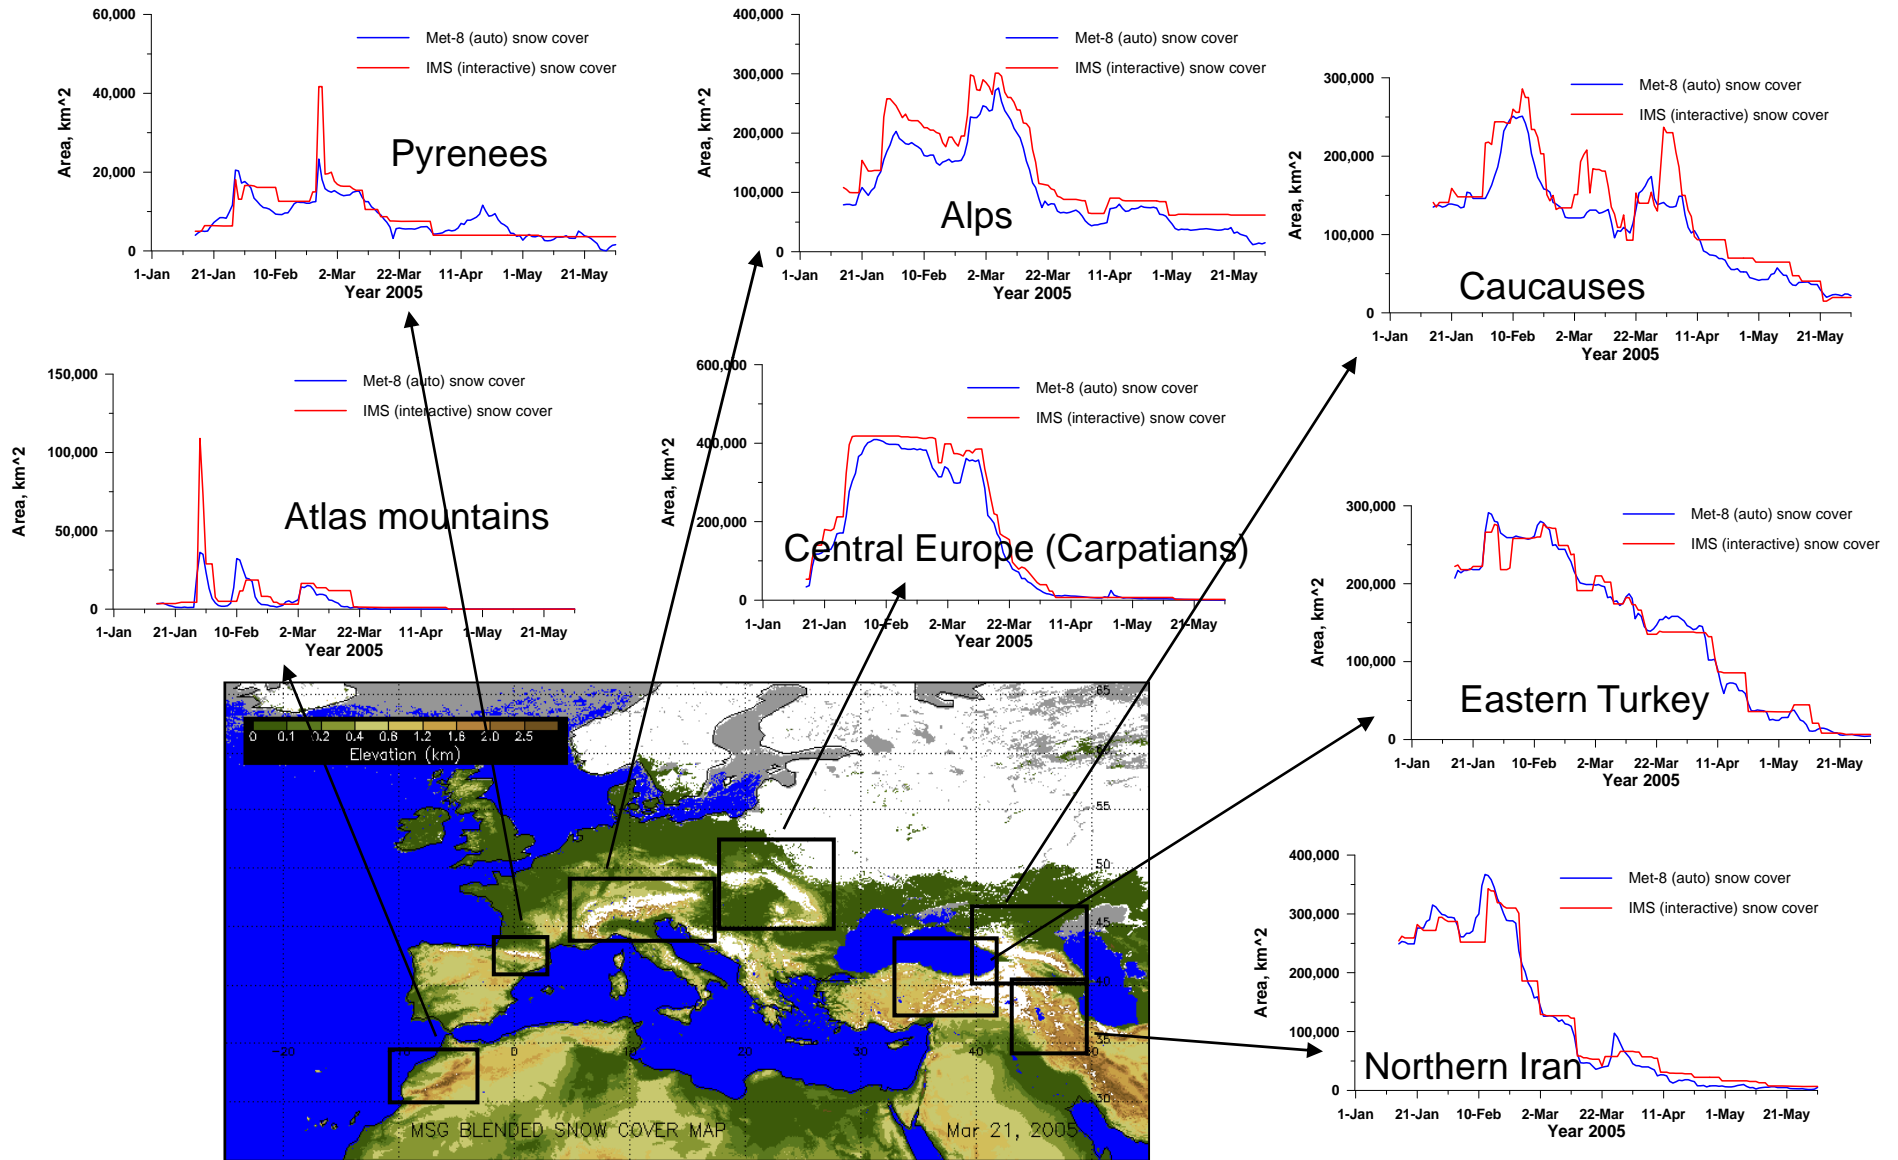 60,000
40,000
20,000
0
Area, km^2
Met-8 (auto) snow cover
IMS (interactive) snow cover
Pyrenees
1-Jan 21-Jan 10-Feb 2-Mar 22-Mar 11-Apr 1-May 21-May
Year 2005
400,000
300,000
200,000
100,000
0
Area, km^2
Met-8 (auto) snow cover
IMS (interactive) snow cover
Alps
1-Jan 21-Jan 10-Feb 2-Mar 22-Mar 11-Apr 1-May 21-May
Year 2005
300,000
200,000
100,000
0
Area, km^2
Met-8 (auto) snow cover
IMS (interactive) snow cover
Caucauses
1-Jan 21-Jan 10-Feb 2-Mar 22-Mar 11-Apr 1-May 21-May
Year 2005
150,000
100,000
50,000
0
Area, km^2
Met-8 (auto) snow cover
IMS (interactive) snow cover
Atlas mountains
1-Jan 21-Jan 10-Feb 2-Mar 22-Mar 11-Apr 1-May 21-May
Year 2005
600,000
400,000
200,000
0
Area, km^2
Met-8 (auto) snow cover
IMS (interactive) snow cover
Central Europe (Carpatians)
1-Jan 21-Jan 10-Feb 2-Mar 22-Mar 11-Apr 1-May 21-May
Year 2005
300,000
200,000
100,000
0
Area, km^2
Met-8 (auto) snow cover
IMS (interactive) snow cover
Eastern Turkey
1-Jan 21-Jan 10-Feb 2-Mar 22-Mar 11-Apr 1-May 21-May
Year 2005
400,000
300,000
200,000
100,000
0
Area, km^2
Met-8 (auto) snow cover
IMS (interactive) snow cover
Northern Iran
1-Jan 21-Jan 10-Feb 2-Mar 22-Mar 11-Apr 1-May 21-May
Year 2005
0 0.1 0.2 0.4 0.8 1.2 1.6 2.0 2.5
Elevation (km)
65
60
55
50
45
40
-20 0 10 20 30 40 50
30
MSG BLENDED SNOW COVER MAP Mar 21, 2005